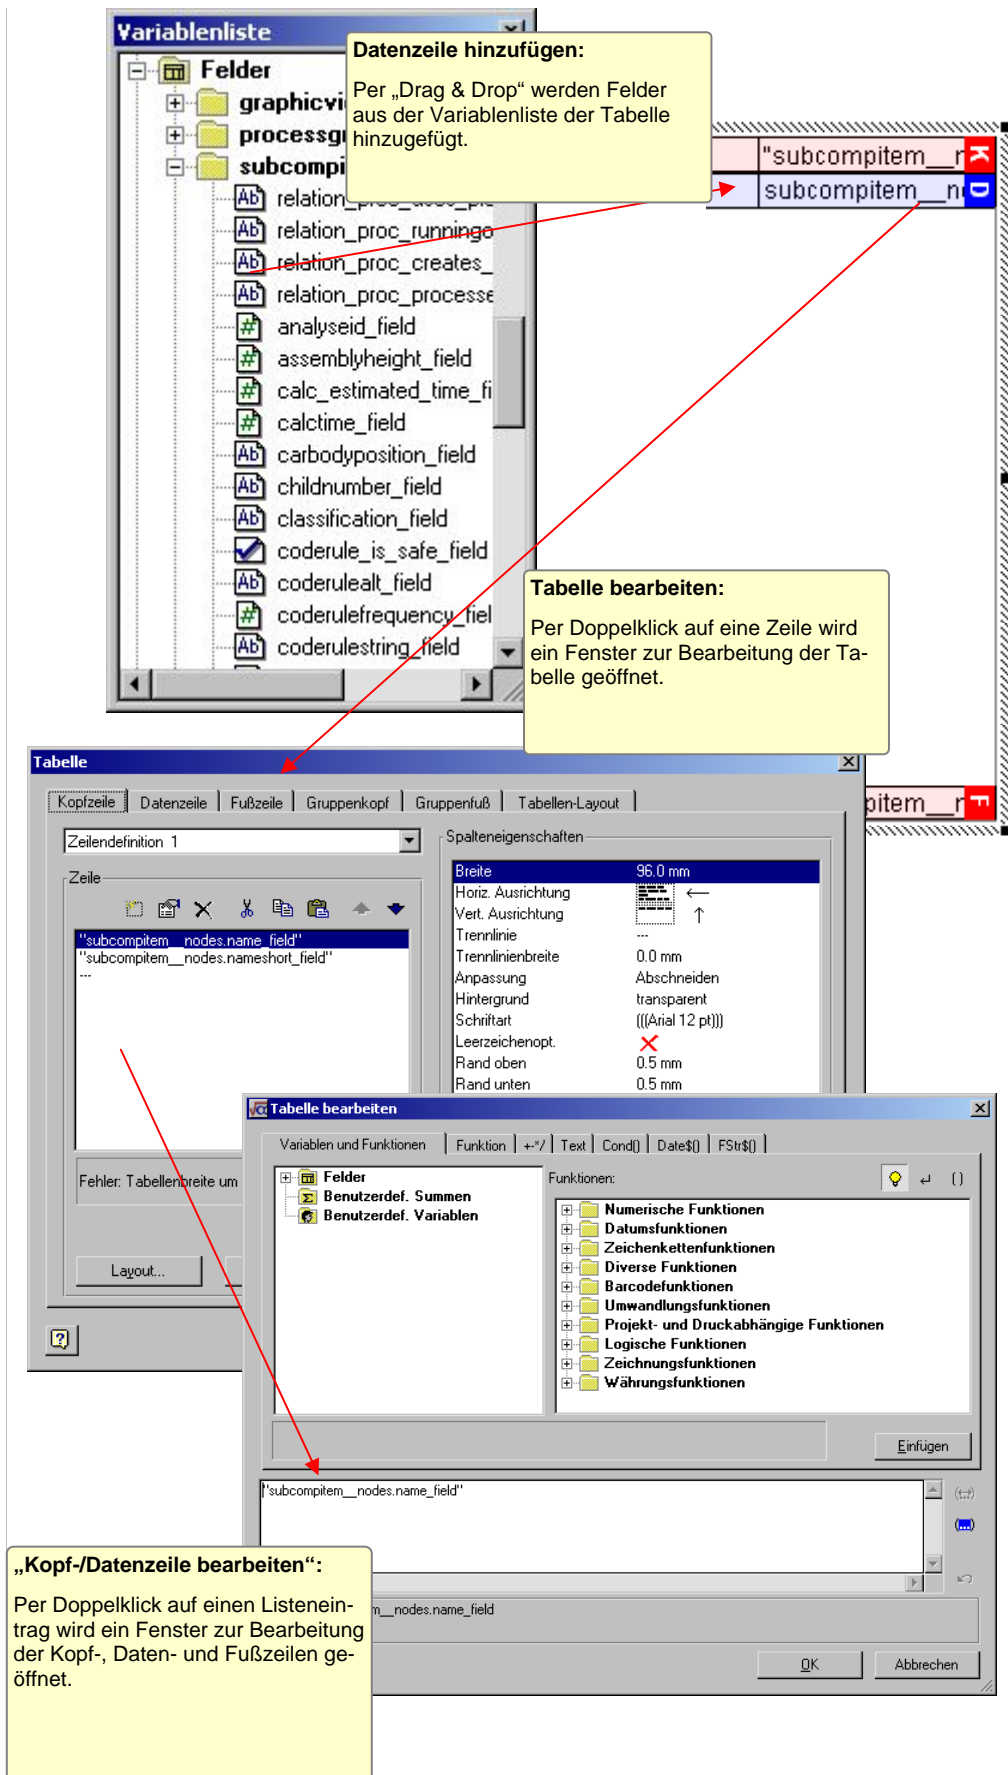 Variablenliste
Felder
subcompi
relation_proc_runningo
relation_proc_creates_
relation_proc_processe
analyseid_field
assemblyheight_field
calc_estimated_time_fi
calctime_field
carbodyposition_field
childnumber_field
classification_field
coderule_is_safe_field
coderulealt_field
coderulefrequency_fiel
coderulestring_field
Datenzeile hinzufügen:
Per „Drag & Drop“ werden Felder
aus der Variablenliste der Tabelle
hinzugefügt.
"subcompitem__r K
subcompitem__n D
pitem__r F
Tabelle bearbeiten:
Per Doppelklick auf eine Zeile wird
ein Fenster zur Bearbeitung der Ta-
belle geöffnet.
Tabelle
Kopfzeile Datenzeile Fußzeile Gruppenkopf Gruppenfuß Tabellen-Layout
Zeilendefinition 1
Zeile
"subcompitem__nodes.name_field"
"subcompitem__nodes.nameshort_field"
---
Fehler: Tabellenbreite um
Layout...
Spalteneigenschaften
Breite 96.0 mm
Horiz. Ausrichtung
Vert. Ausrichtung
Trennlinie ---
Trennlinienbreite 0.0 mm
Anpassung Abschneiden
Hintergrund transparent
Schriftart (((Arial 12 pt)))
Leerzeichenopt.
Rand oben 0.5 mm
Rand unten 0.5 mm
Tabelle bearbeiten
Variablen und Funktionen Funktion +-*/ Text Cond() Date$() FStr$()
Felder
Benutzerdef. Summen
Benutzerdef. Variablen
Funktionen:
Numerische Funktionen
Datumsfunktionen
Zeichenkettenfunktionen
Diverse Funktionen
Barcodefunktionen
Umwandlungsfunktionen
Projekt- und Druckabhängige Funktionen
Logische Funktionen
Zeichnungsfunktionen
Währungsfunktionen
Einfügen
"subcompitem__nodes.name_field"
__nodes.name_field
OK Abbrechen
„Kopf-/Datenzeile bearbeiten“:
Per Doppelklick auf einen Listenein-
trag wird ein Fenster zur Bearbeitung
der Kopf-, Daten- und Fußzeilen ge-
öffnet.